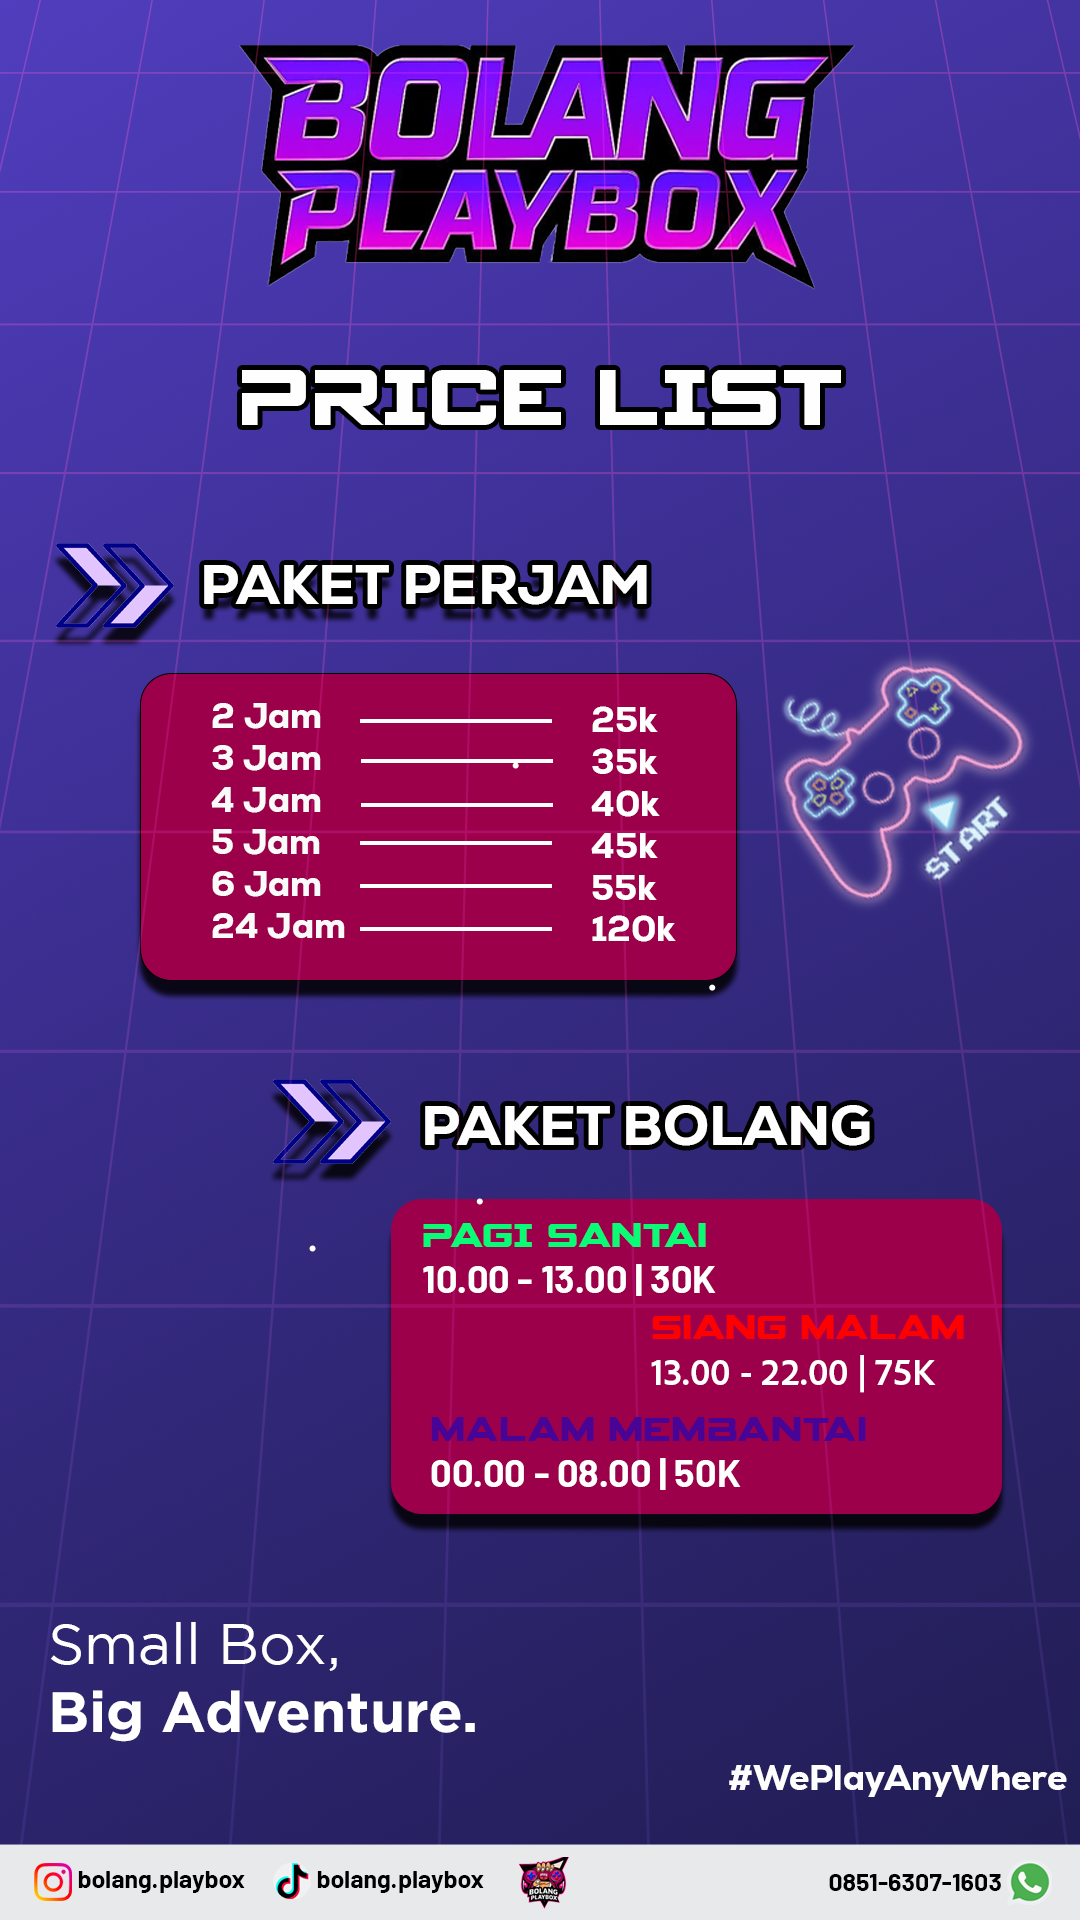 BOLANG
PLAYBOX
PRICE LIST
PAKET PERJAM
2 Jam 25k
3 Jam 35k
4 Jam 40k
5 Jam 45k
6 Jam 55k
24 Jam 120k
START
PAKET BOLANG
PAGI SANTAI
10.00 - 13.00 | 30K
SIANG MALAM
13.00 - 22.00 | 75K
MALAM MEMBANTAI
00.00 - 08.00 | 50K
Small Box,
Big Adventure.
#WePlayAnyWhere
bolang.playbox bolang.playbox BOLANG PLAYBOX 0851-6307-1603